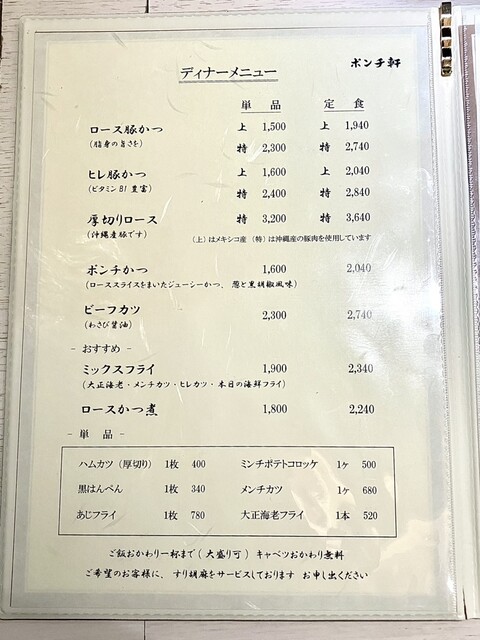 ポンチ軒
ディナーメニュー
単品 定食
ロース豚かつ 上 1,500 上 1,940
(脂身の旨さを) 特 2,300 特 2,740
ヒレ豚かつ 上 1,600 上 2,040
(ビタミンB1豊富) 特 2,400 特 2,840
厚切りロース 特 3,200 特 3,640
(沖縄産豚です) (上)はメキシコ産 (特)は沖縄産の豚肉を使用しています
ポンチかつ 1,600 2,040
(ローススライスをまいたジューシーかつ、葱と黒胡椒風味)
ビーフカツ 2,300 2,740
(わさび醤油)
- おすすめ -
ミックスフライ 1,900 2,340
(大正海老・メンチカツ・ヒレカツ・本日の海鮮フライ)
ロースかつ煮 1,800 2,240
- 単品 -
ハムカツ(厚切り) 1枚 400 ミンチポテトコロッケ 1ヶ 500
黒はんぺん 1枚 340 メンチカツ 1ヶ 680
あじフライ 1枚 780 大正海老フライ 1本 520
ご飯おかわり一杯まで(大盛り可) キャベツおかわり無料
ご希望のお客様に、すり胡麻をサービスしております お申し出ください